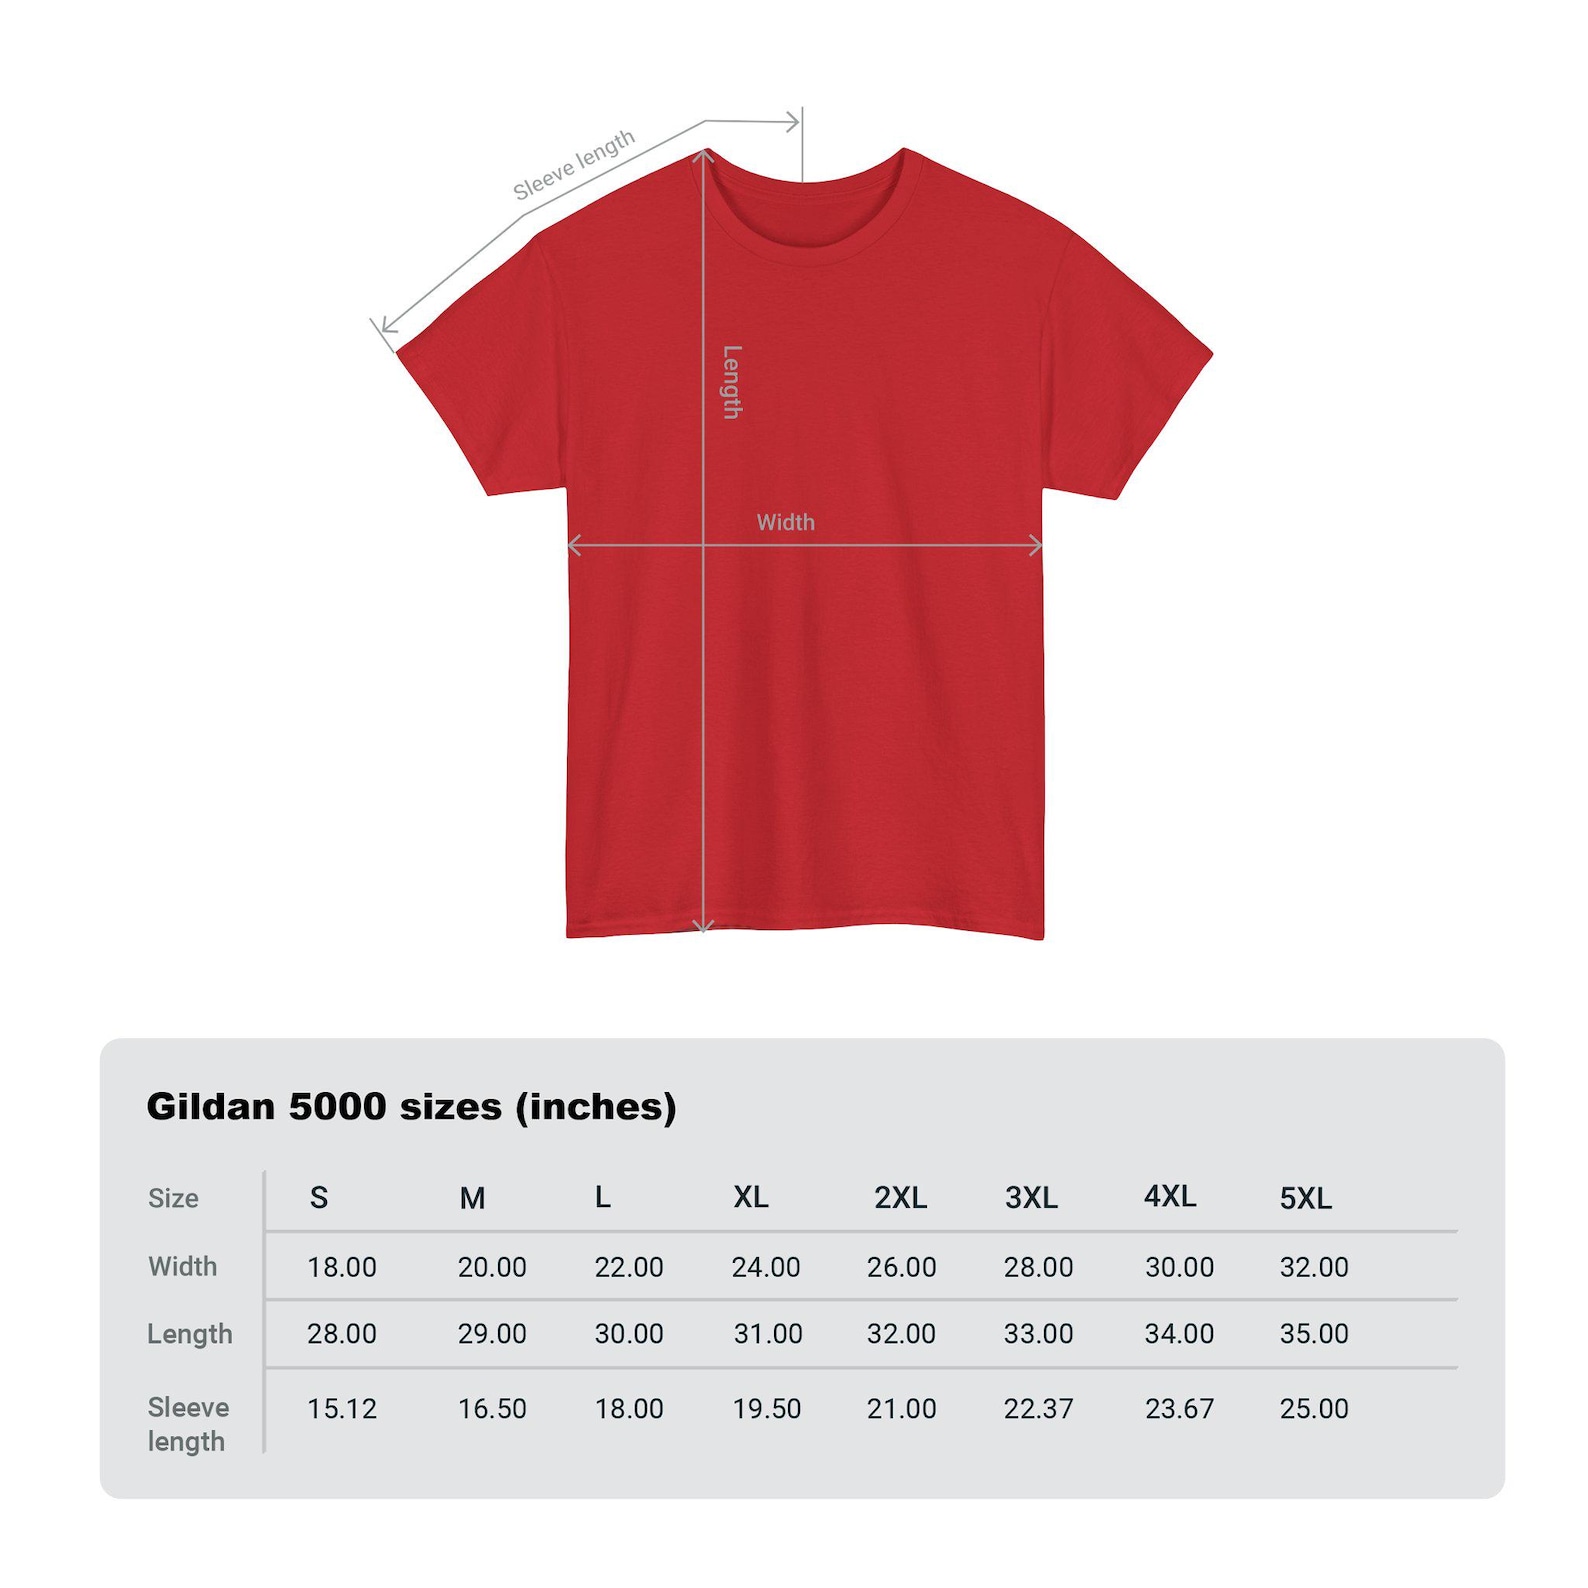 Sleeve length
Length
Width
Gildan 5000 sizes (inches)
Size S M L XL 2XL 3XL 4XL 5XL
Width 18.00 20.00 22.00 24.00 26.00 28.00 30.00 32.00
Length 28.00 29.00 30.00 31.00 32.00 33.00 34.00 35.00
Sleeve length 15.12 16.50 18.00 19.50 21.00 22.37 23.67 25.00